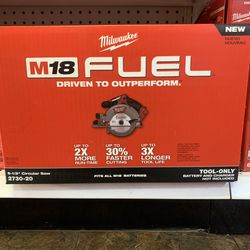 Milwaukee
NEW
NUEVO
NOUVEAU
M18 FUEL
DRIVEN TO OUTPERFORM.
UP TO
2X
MORE
RUN-TIME
UP TO
30%
FASTER
CUTTING
UP TO
3X
LONGER
TOOL LIFE
6-1/2" Circular Saw
2730-20
FITS ALL M18 BATTERIES
TOOL-ONLY
BATTERY AND CHARGER
NOT INCLUDED